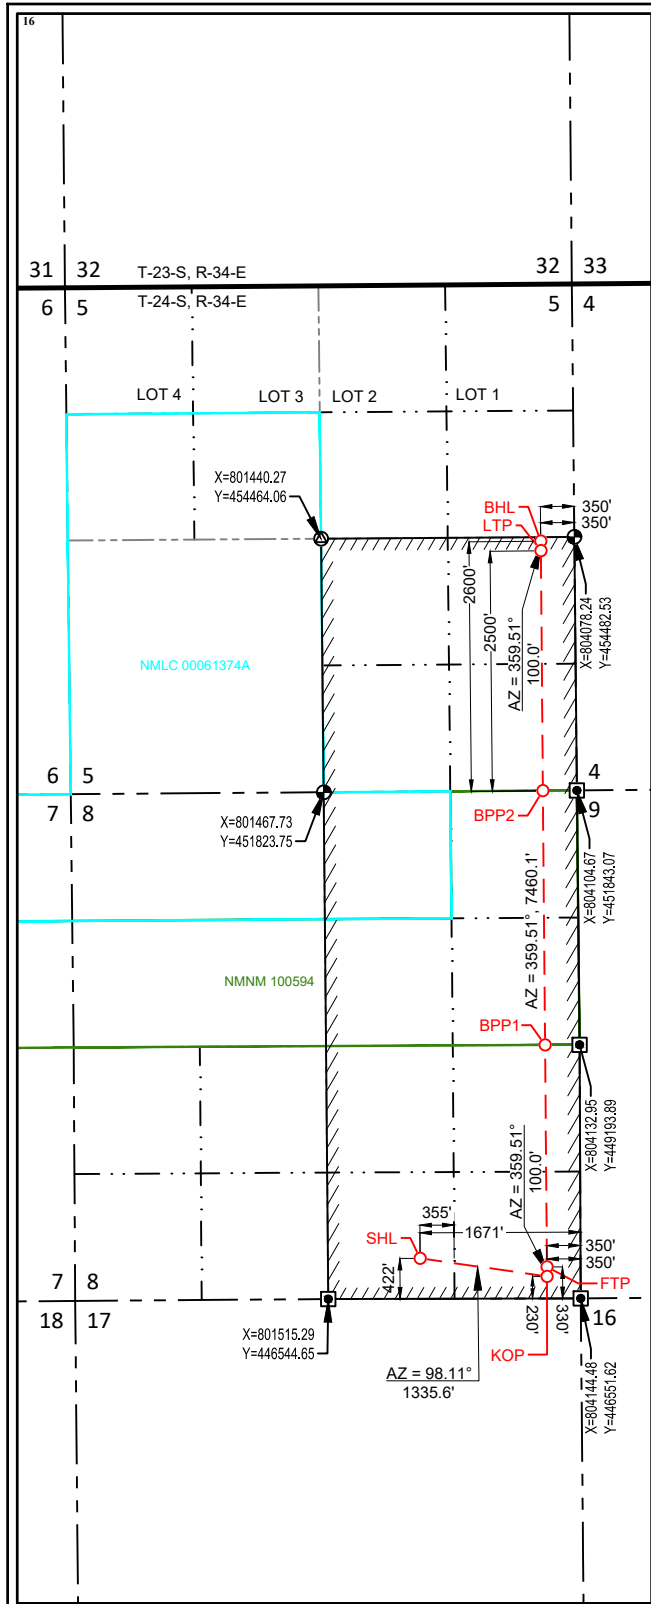 16
31 32 T-23-S, R-34-E 32 33
6 5 T-24-S, R-34-E 5 4
LOT 4 LOT 3 LOT 2 LOT 1
X=801440.27
Y=454464.06
BHL
LTP
350'
350'
2600'
2500'
AZ = 359.51°
100.0'
X=804078.24
Y=454482.53
NMLC 00061374A
6 5
7 8
4
9
BPP2
X=801467.73
Y=451823.75
X=804104.67
Y=451843.07
AZ = 359.51°, 7460.1'
NMNM 100594
BPP1
X=804132.95
Y=449193.89
AZ = 359.51°
100.0'
355'
1671'
SHL
422'
350'
350'
FTP
230'
330'
KOP
7 8
18 17
16
X=801515.29
Y=446544.65
AZ = 98.11°
1335.6'
X=804144.48
Y=446551.62